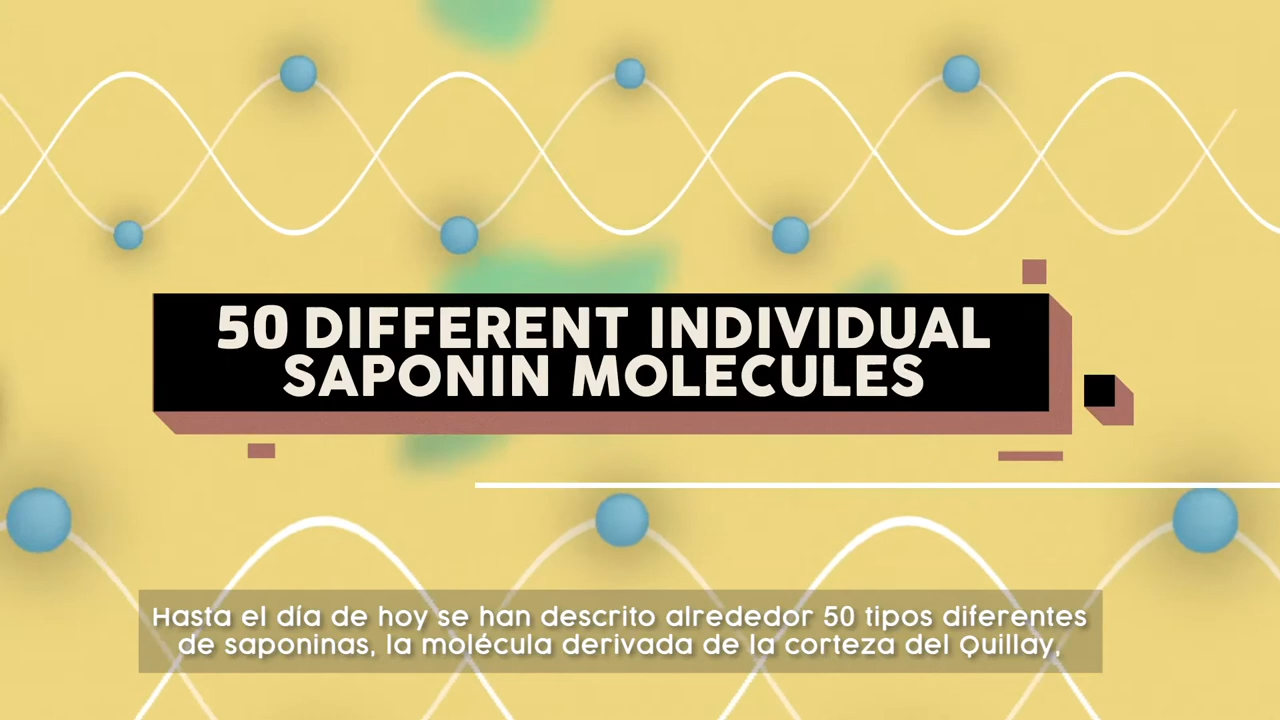 50 DIFFERENT INDIVIDUAL
SAPONIN MOLECULES
Hasta el día de hoy se han descrito alrededor 50 tipos diferentes
de saponinas, la molécula derivada de la corteza del Quillay,